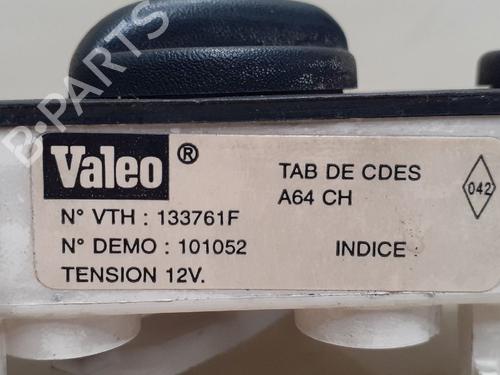 Valeo ®
TAB DE CDES
A64 CH
042
N° VTH : 133761F
N° DEMO : 101052
INDICE :
TENSION 12V.
B-PARTS